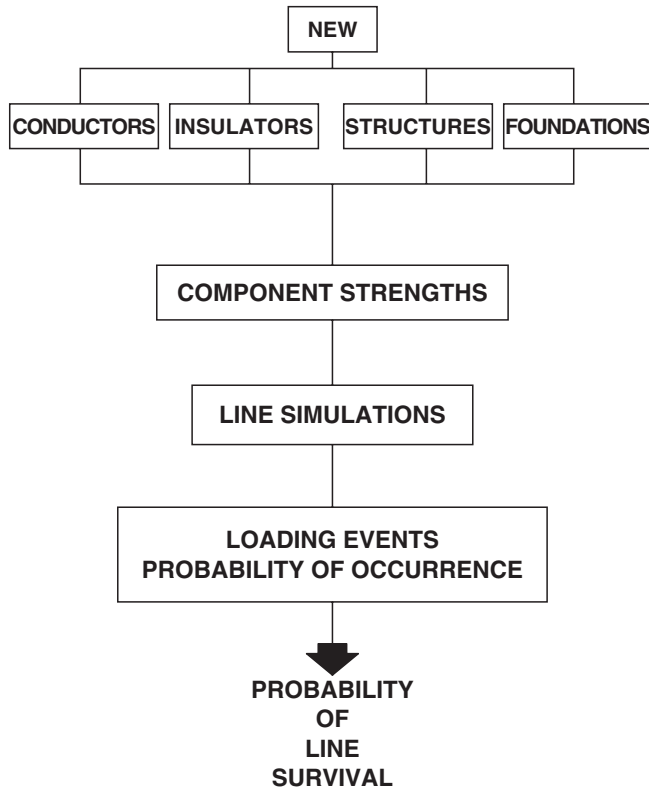 NEW
CONDUCTORS INSULATORS STRUCTURES FOUNDATIONS
COMPONENT STRENGTHS
LINE SIMULATIONS
LOADING EVENTS
PROBABILITY OF OCCURRENCE
PROBABILITY
OF
LINE
SURVIVAL